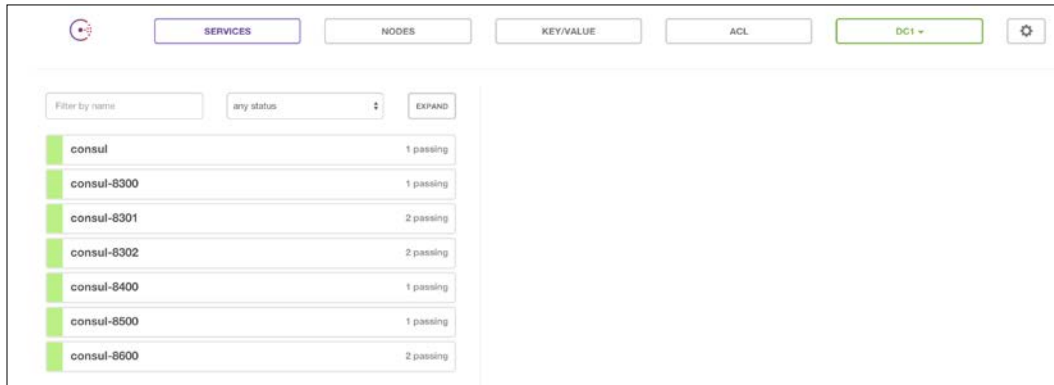 SERVICES NODES KEY/VALUE ACL DC1
Filter by name any status EXPAND
consul 1 passing
consul-8300 1 passing
consul-8301 2 passing
consul-8302 2 passing
consul-8400 1 passing
consul-8500 1 passing
consul-8600 2 passing